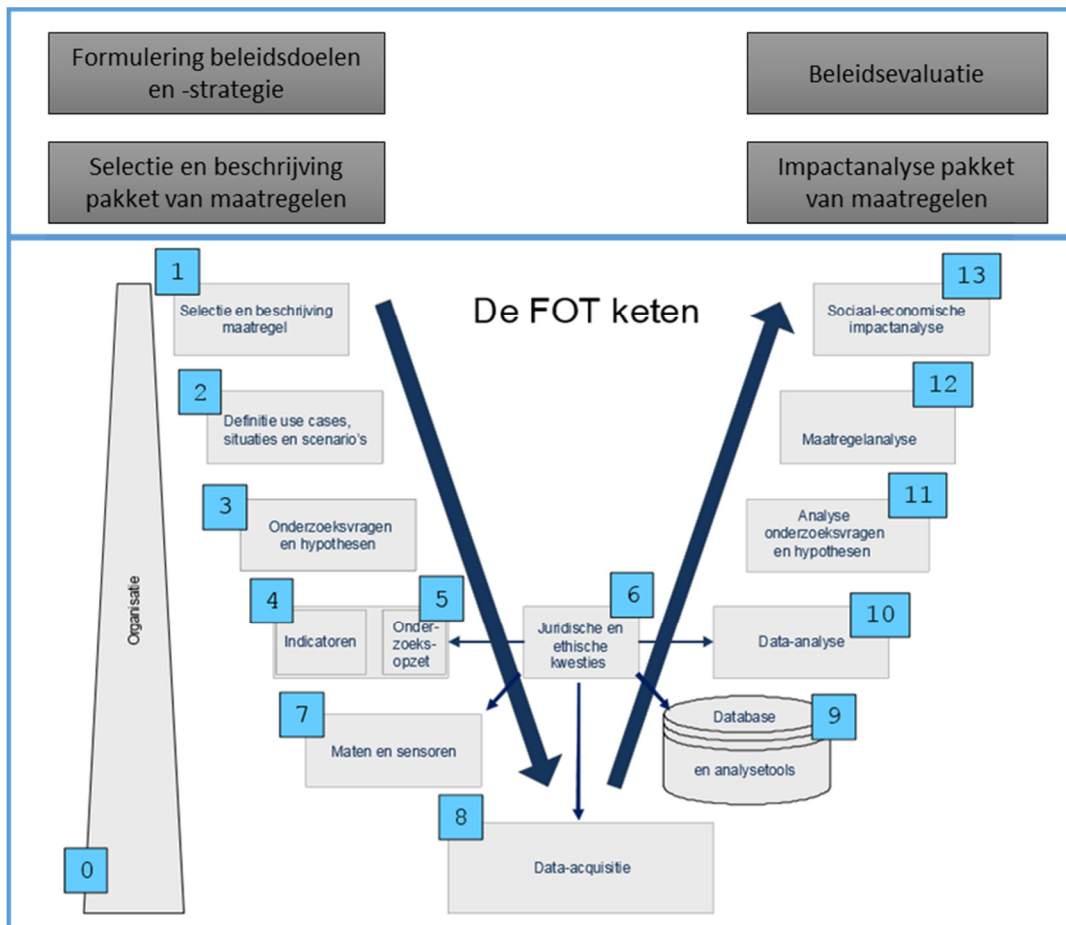 Formulering beleidsdoelen
en -strategie
Beleidsevaluatie
Selectie en beschrijving
pakket van maatregelen
Impactanalyse pakket
van maatregelen
De FOT keten
0
Organisatie
1
Selectie en beschrijving
maatregel
2
Definitie use cases,
situaties en scenario's
3
Onderzoeksvragen
en hypothesen
4
Indicatoren
5
Onder-
zoeks-
opzet
6
Juridische en
ethische
kwesties
7
Maten en sensoren
8
Data-acquisitie
9
Database
en analysetools
10
Data-analyse
11
Analyse
onderzoeksvragen
en hypothesen
12
Maatregelanalyse
13
Sociaal-economische
impactanalyse